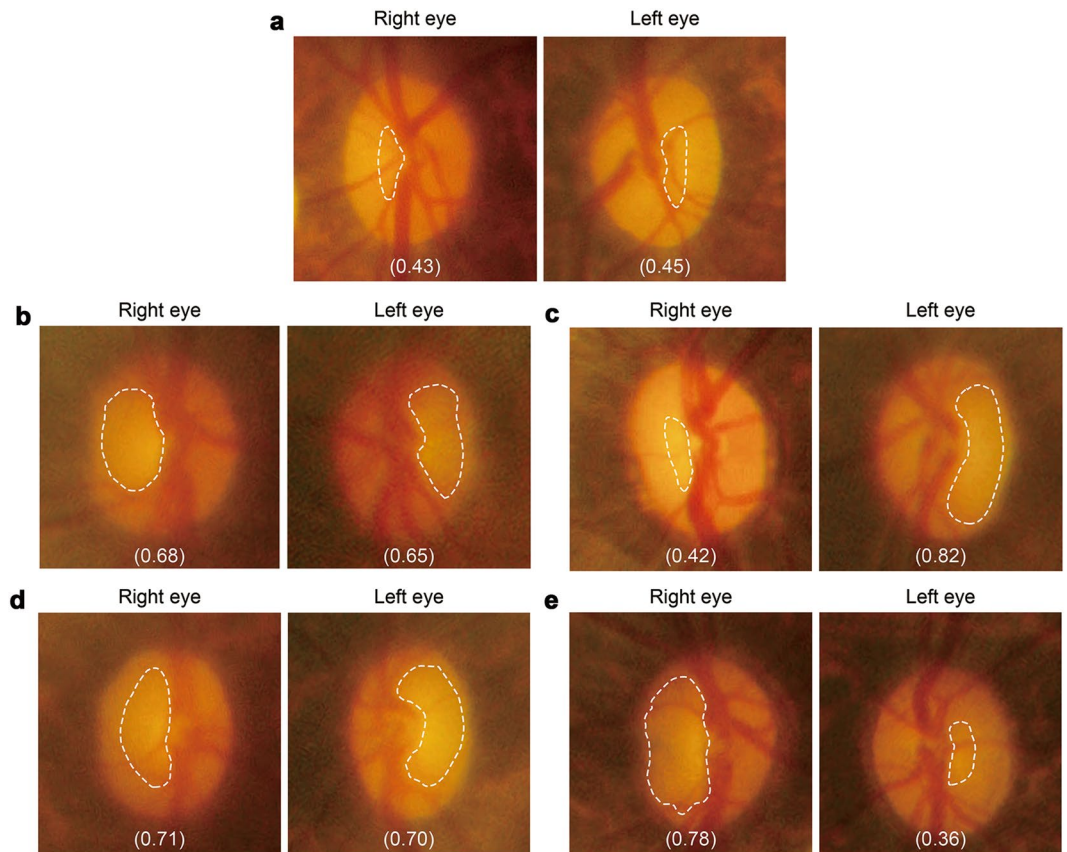 a
Right eye
Left eye
(0.43)
(0.45)
b
Right eye
Left eye
(0.68)
(0.65)
c
Right eye
Left eye
(0.42)
(0.82)
d
Right eye
Left eye
(0.71)
(0.70)
e
Right eye
Left eye
(0.78)
(0.36)